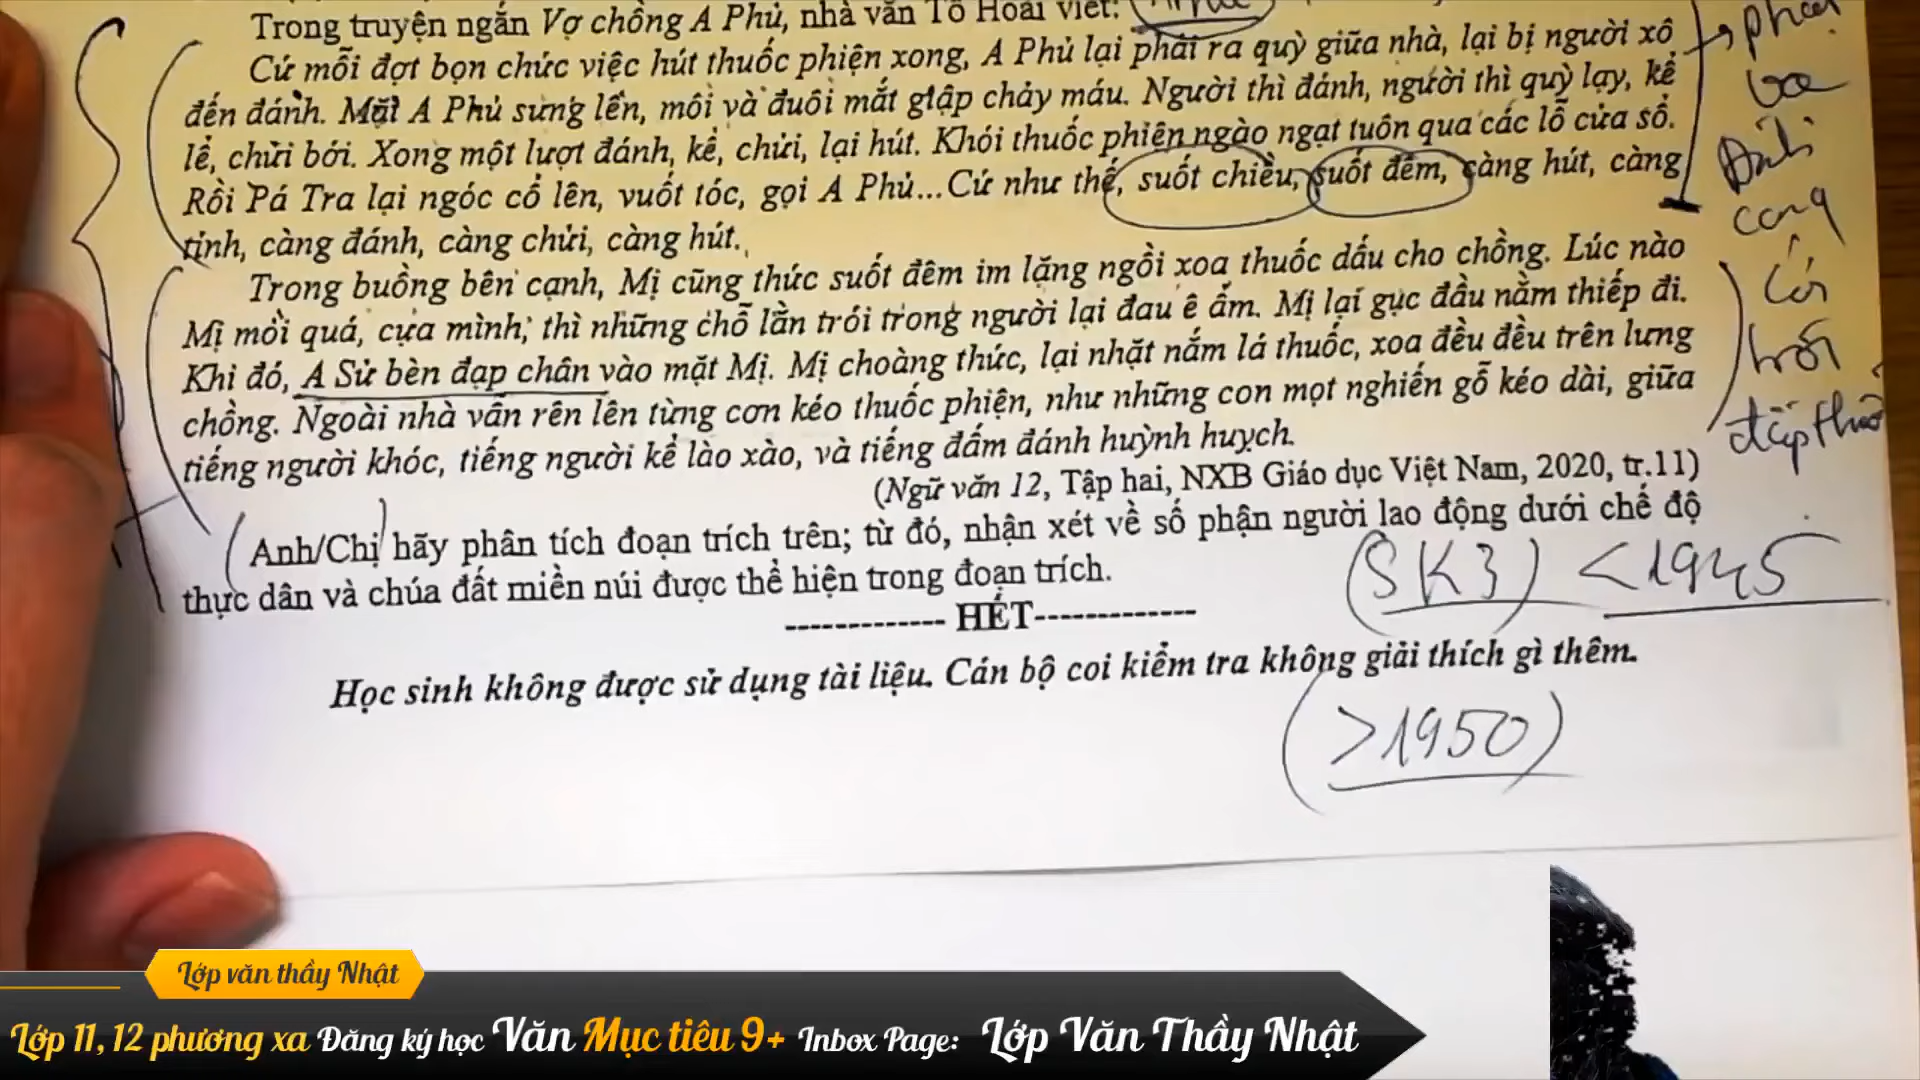 Trong truyện ngắn Vợ chồng A Phủ, nhà văn Tô Hoài viết:
Cứ mỗi đợt bọn chức việc hút thuốc phiện xong, A Phủ lại phải ra quỳ giữa nhà, lại bị người xô
đến đánh. Mặt A Phủ sưng lên, môi và đuôi mắt giập chảy máu. Người thì đánh, người thì quỳ lạy, kể
lể, chửi bới. Xong một lượt đánh, kể, chửi, lại hút. Khói thuốc phiện ngào ngạt tuôn qua các lỗ cửa sổ.
Rồi Pá Tra lại ngóc cổ lên, vuốt tóc, gọi A Phủ...Cứ như thế, suốt chiều, suốt đêm, càng hút, càng
tỉnh, càng đánh, càng chửi, càng hút.
Trong buồng bên cạnh, Mị cũng thức suốt đêm im lặng ngồi xoa thuốc dấu cho chồng. Lúc nào
Mị mỏi quá, cựa mình, thì những chỗ lằn trói trong người lại đau ê ẩm. Mị lại gục đầu nằm thiếp đi.
Khi đó, A Sử bèn đạp chân vào mặt Mị. Mị choàng thức, lại nhặt nắm lá thuốc, xoa đều đều trên lưng
chồng. Ngoài nhà vẫn rên lên từng cơn kéo thuốc phiện, như những con mọt nghiến gỗ kéo dài, giữa
tiếng người khóc, tiếng người kể lào xào, và tiếng đấm đánh huỳnh huỵch.
(Ngữ văn 12, Tập hai, NXB Giáo dục Việt Nam, 2020, tr.11)
Anh/Chị hãy phân tích đoạn trích trên; từ đó, nhận xét về số phận người lao động dưới chế độ
thực dân và chúa đất miền núi được thể hiện trong đoạn trích.
(SK3) <1945
------------- HẾT-------------
Học sinh không được sử dụng tài liệu. Cán bộ coi kiểm tra không giải thích gì thêm.
(>1950)
Lớp văn thầy Nhật
Lớp 11, 12 phương xa Đăng ký học Văn Mục tiêu 9+ Inbox Page: Lớp Văn Thầy Nhật